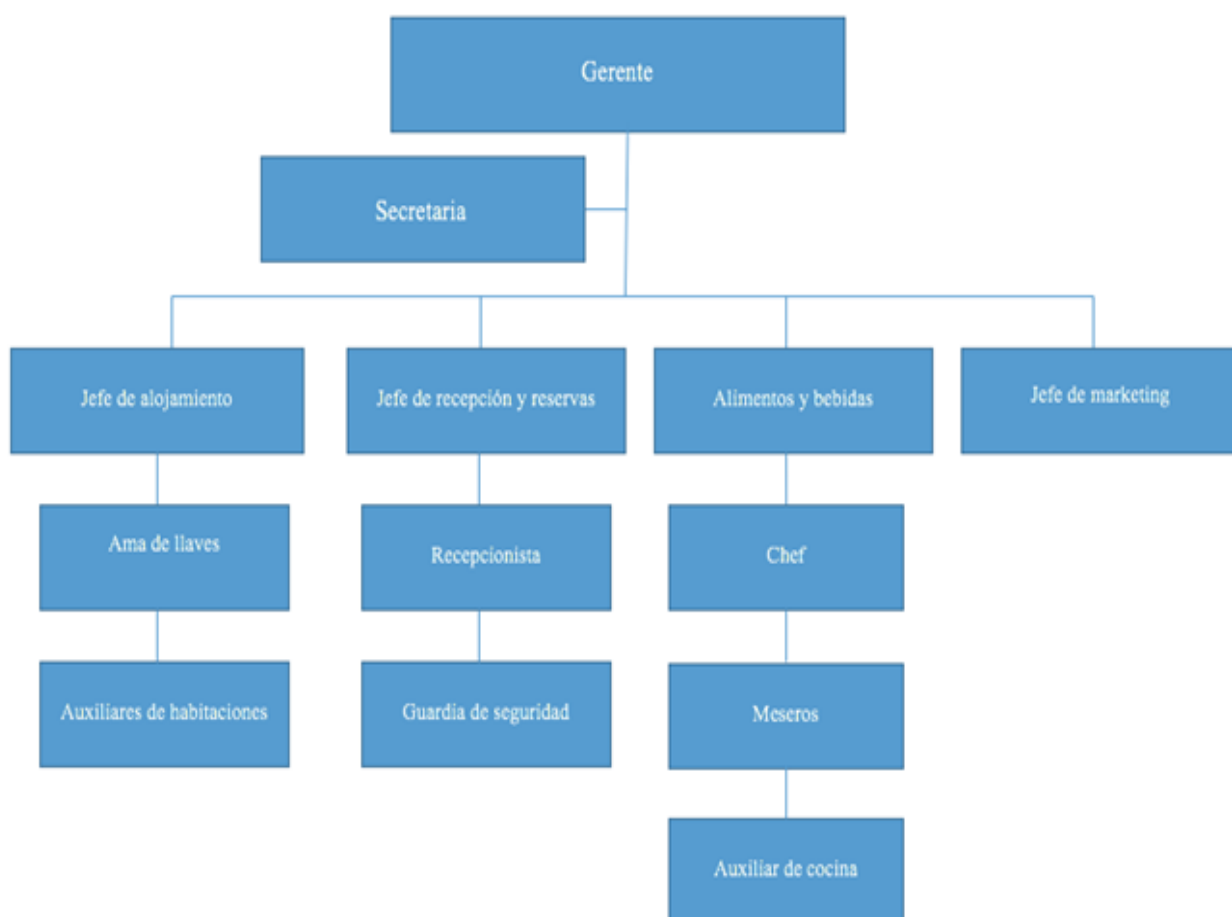 Gerente
Secretaria
Jefe de alojamiento
Jefe de recepción y reservas
Alimentos y bebidas
Jefe de marketing
Ama de llaves
Recepcionista
Chef
Auxiliares de habitaciones
Guardia de seguridad
Meseros
Auxiliar de cocina